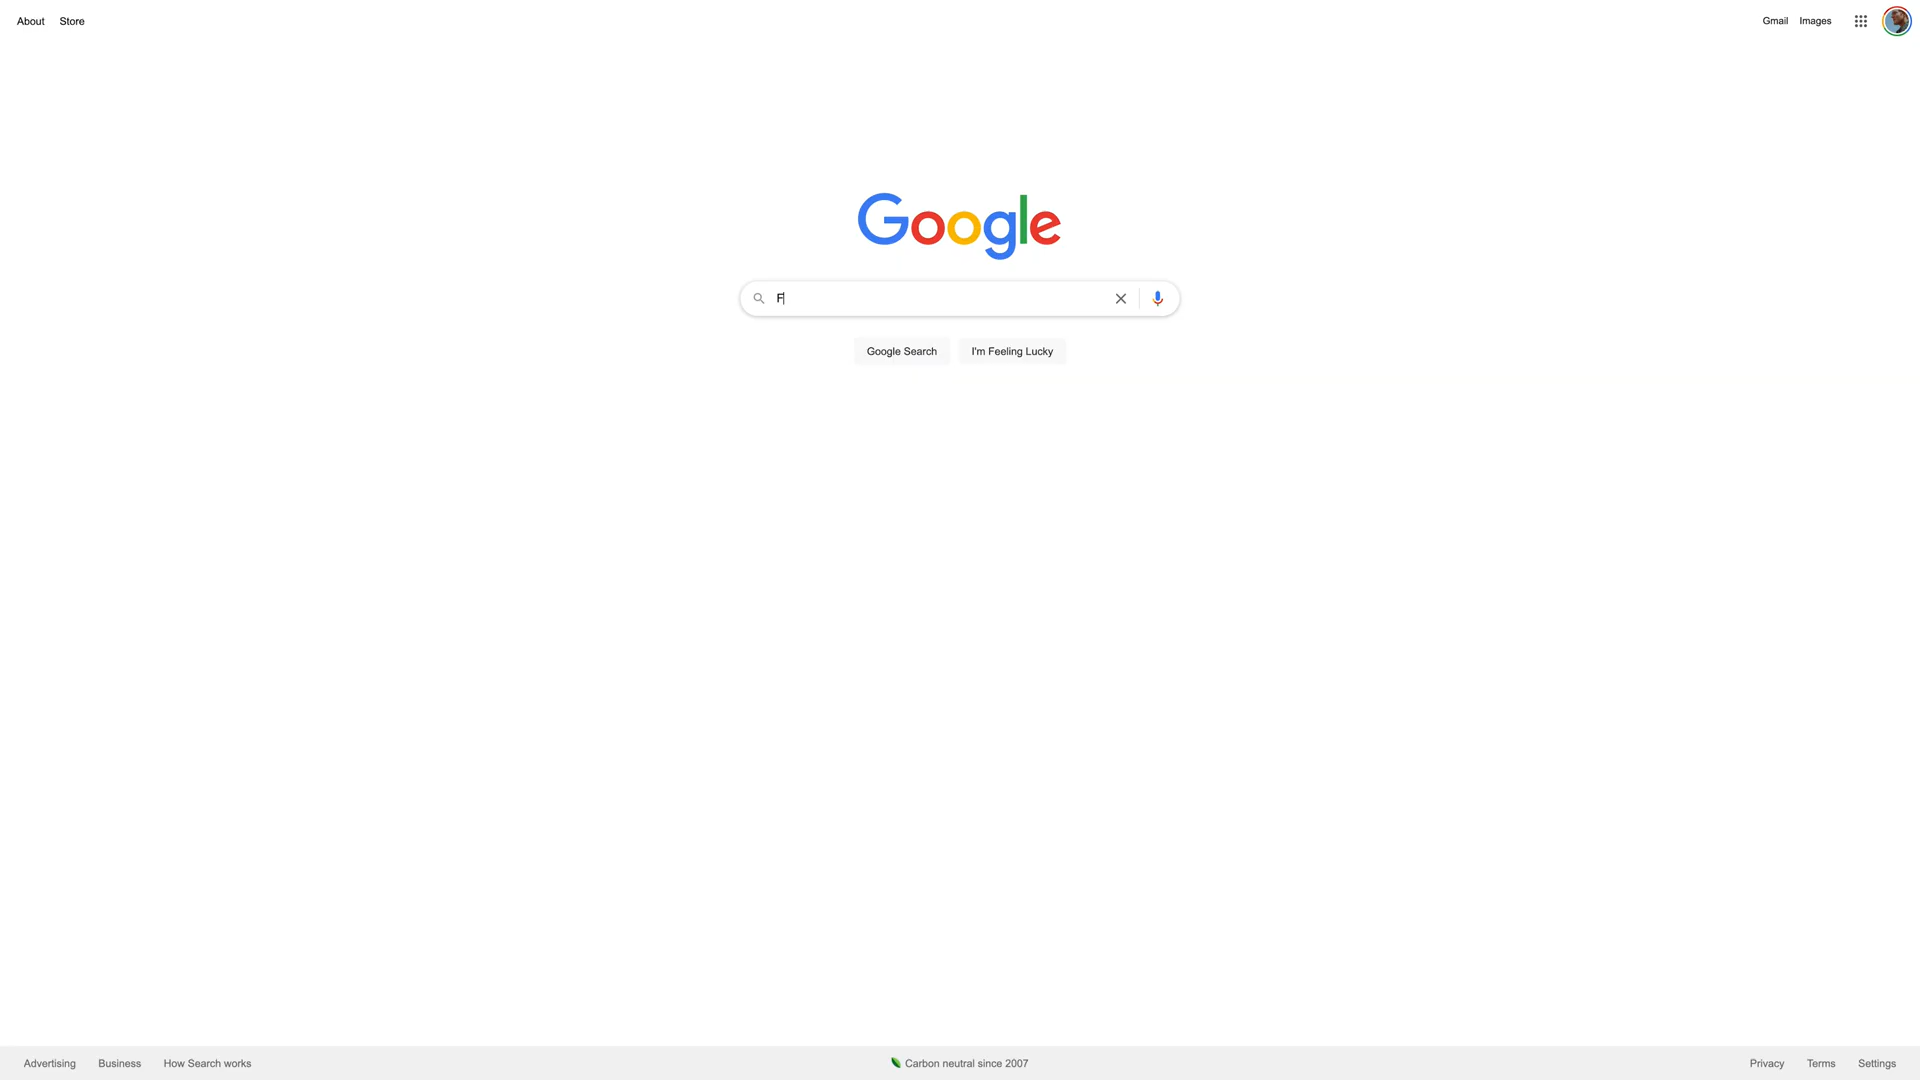 About Store
Gmail Images
Google
F
Google Search I'm Feeling Lucky
Advertising Business How Search works
Carbon neutral since 2007
Privacy Terms Settings